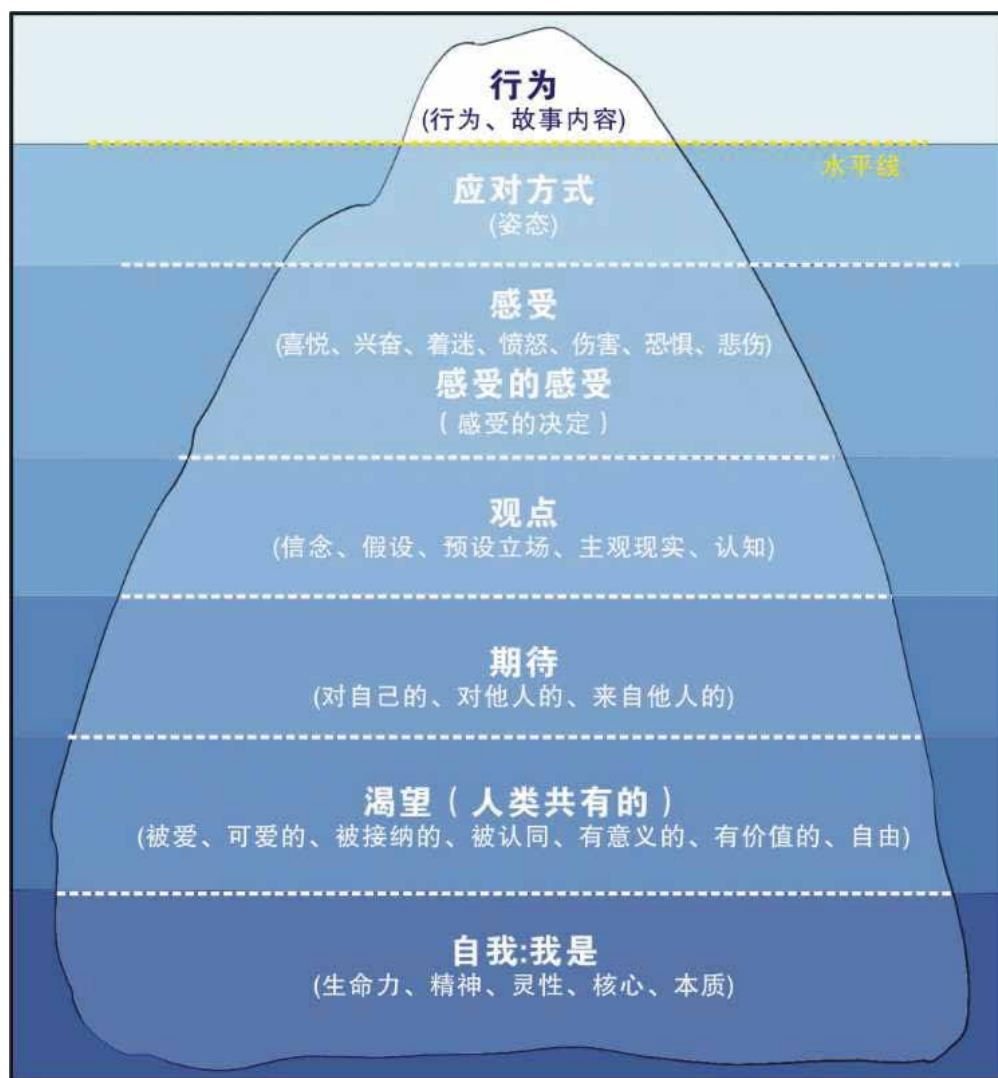 行为
(行为、故事内容)
水平线
应对方式
(姿态)
感受
(喜悦、兴奋、着迷、愤怒、伤害、恐惧、悲伤)
感受的感受
(感受的决定)
观点
(信念、假设、预设立场、主观现实、认知)
期待
(对自己的、对他人的、来自他人的)
渴望(人类共有的)
(被爱、可爱的、被接纳的、被认同、有意义的、有价值的、自由)
自我:我是
(生命力、精神、灵性、核心、本质)